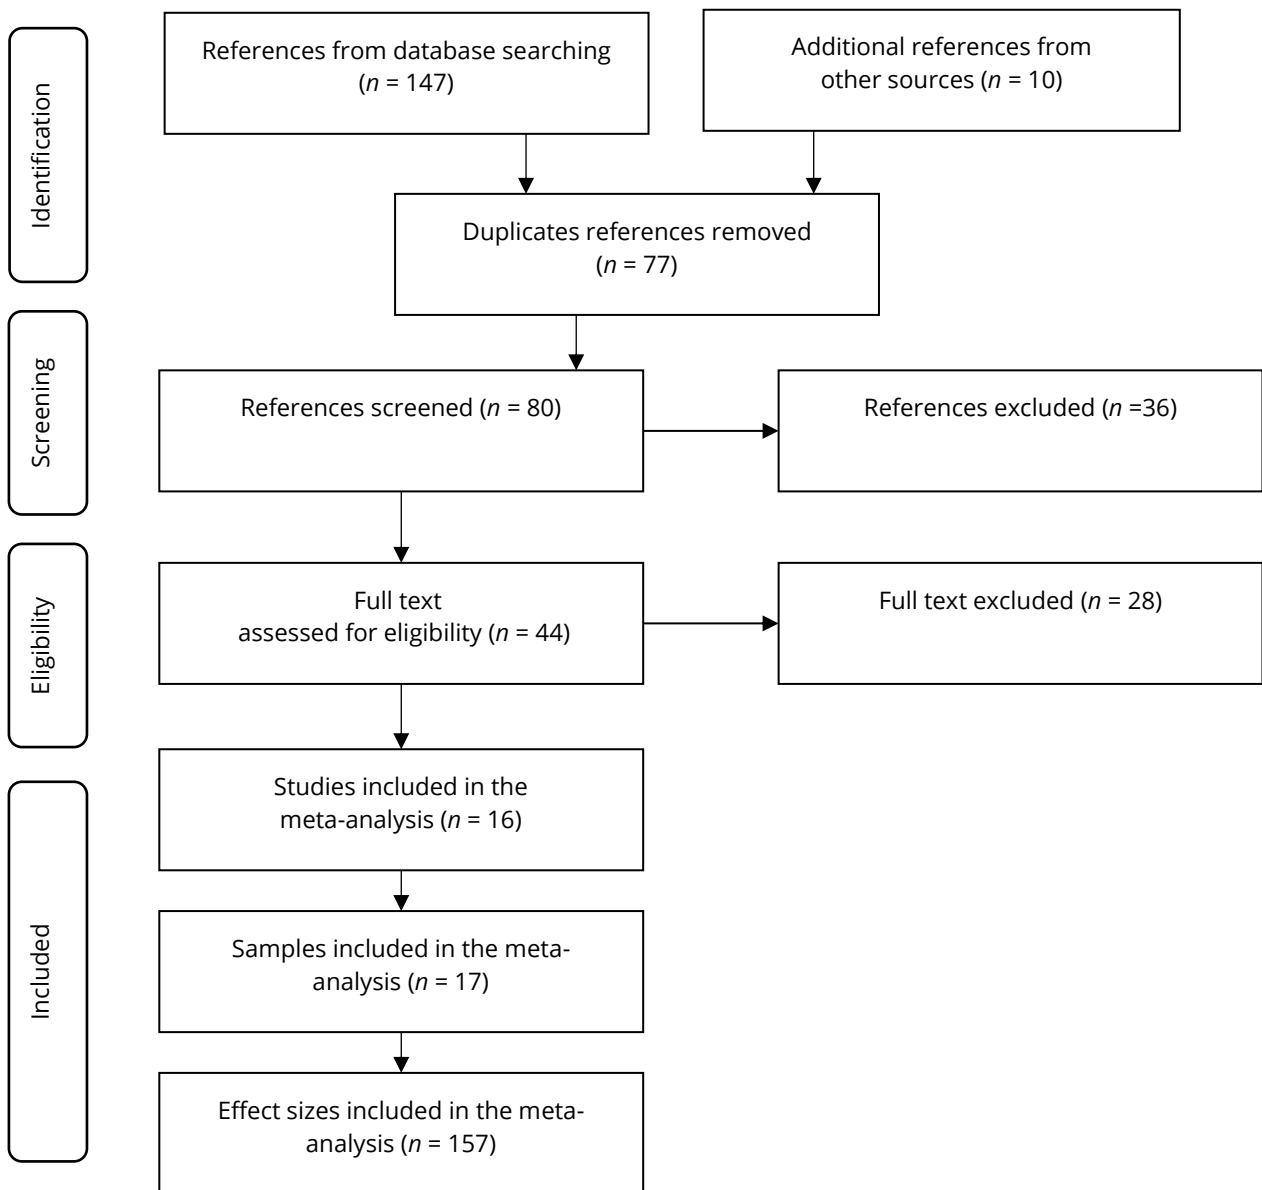 Identification
References from database searching
(n = 147)
Additional references from
other sources (n = 10)
Duplicates references removed
(n = 77)
Screening
References screened (n = 80)
References excluded (n =36)
Eligibility
Full text
assessed for eligibility (n = 44)
Full text excluded (n = 28)
Included
Studies included in the
meta-analysis (n = 16)
Samples included in the meta-
analysis (n = 17)
Effect sizes included in the meta-
analysis (n = 157)